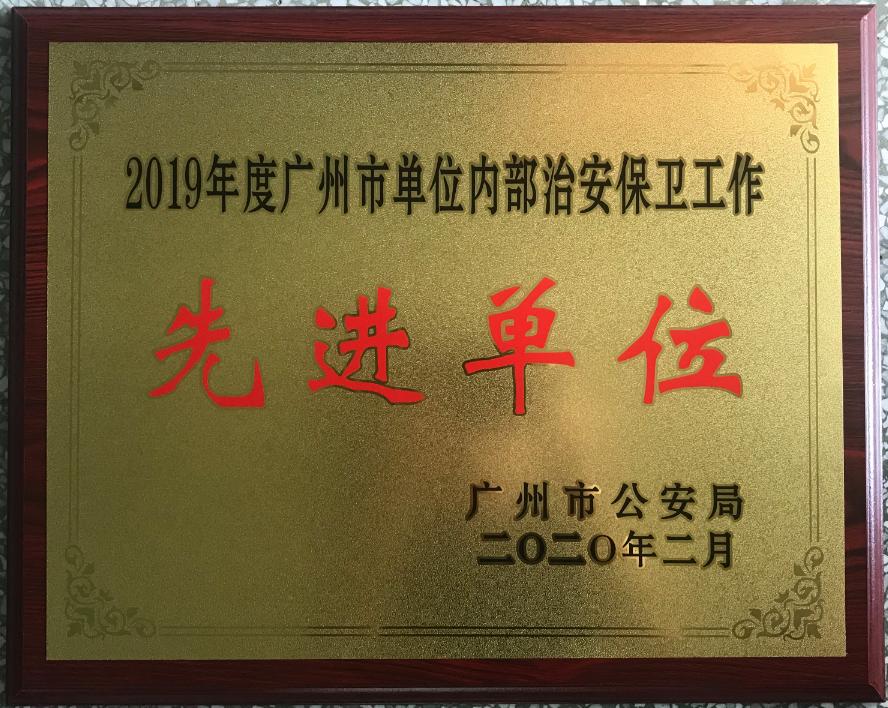 2019年度广州市单位内部治安保卫工作
先进单位
广州市公安局
二〇二〇年二月